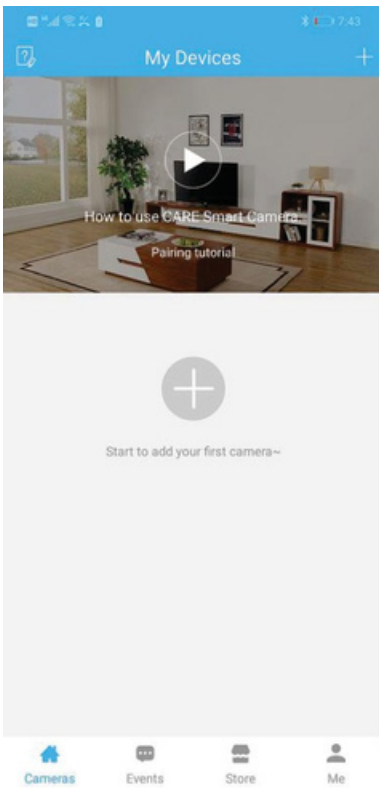 7:43
My Devices
How to use CARE Smart Camera.
Pairing tutorial
Start to add your first camera~
Cameras
Events
Store
Me